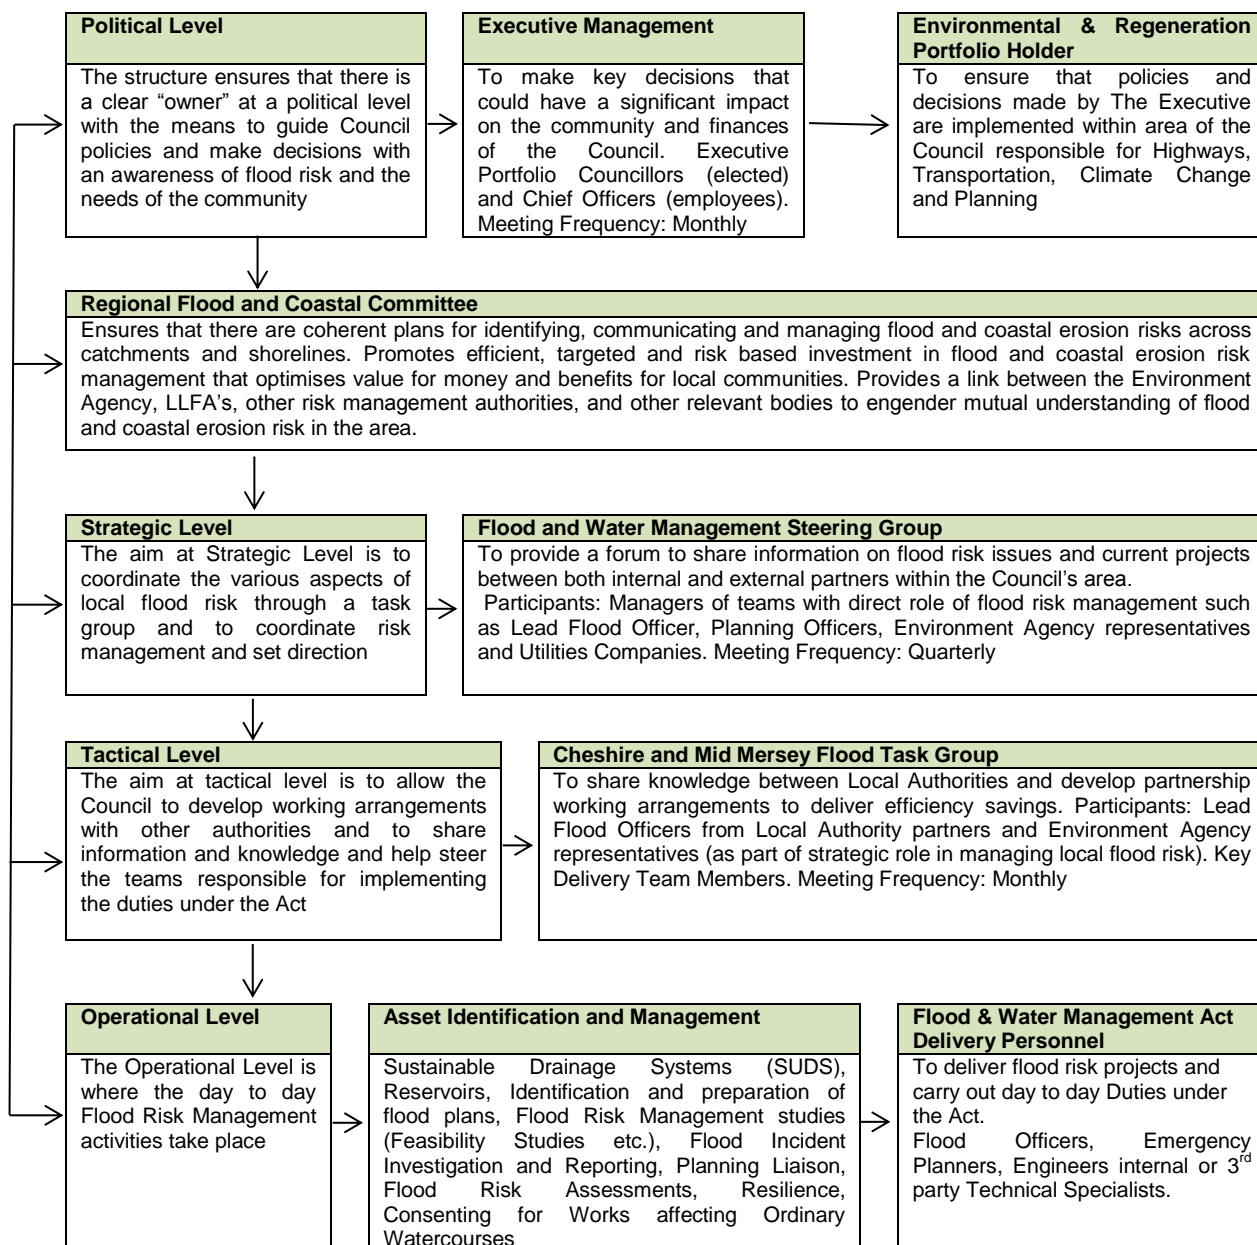 Political Level
The structure ensures that there is
a clear “owner” at a political level
with the means to guide Council
policies and make decisions with
an awareness of flood risk and the
needs of the community
Executive Management
To make key decisions that
could have a significant impact
on the community and finances
of the Council. Executive
Portfolio Councillors (elected)
and Chief Officers (employees).
Meeting Frequency: Monthly
Environmental & Regeneration
Portfolio Holder
To ensure that policies and
decisions made by The Executive
are implemented within area of the
Council responsible for Highways,
Transportation, Climate Change
and Planning
Regional Flood and Coastal Committee
Ensures that there are coherent plans for identifying, communicating and managing flood and coastal erosion risks across
catchments and shorelines. Promotes efficient, targeted and risk based investment in flood and coastal erosion risk
management that optimises value for money and benefits for local communities. Provides a link between the Environment
Agency, LLFA’s, other risk management authorities, and other relevant bodies to engender mutual understanding of flood
and coastal erosion risk in the area.
Strategic Level
The aim at Strategic Level is to
coordinate the various aspects of
local flood risk through a task
group and to coordinate risk
management and set direction
Flood and Water Management Steering Group
To provide a forum to share information on flood risk issues and current projects
between both internal and external partners within the Council’s area.
Participants: Managers of teams with direct role of flood risk management such
as Lead Flood Officer, Planning Officers, Environment Agency representatives
and Utilities Companies. Meeting Frequency: Quarterly
Tactical Level
The aim at tactical level is to allow the
Council to develop working arrangements
with other authorities and to share
information and knowledge and help steer
the teams responsible for implementing
the duties under the Act
Cheshire and Mid Mersey Flood Task Group
To share knowledge between Local Authorities and develop partnership
working arrangements to deliver efficiency savings. Participants: Lead
Flood Officers from Local Authority partners and Environment Agency
representatives (as part of strategic role in managing local flood risk). Key
Delivery Team Members. Meeting Frequency: Monthly
Operational Level
The Operational Level is
where the day to day
Flood Risk Management
activities take place
Asset Identification and Management
Sustainable Drainage Systems (SUDS),
Reservoirs, Identification and preparation of
flood plans, Flood Risk Management studies
(Feasibility Studies etc.), Flood Incident
Investigation and Reporting, Planning Liaison,
Flood Risk Assessments, Resilience,
Consenting for Works affecting Ordinary
Watercourses
Flood & Water Management Act
Delivery Personnel
To deliver flood risk projects and
carry out day to day Duties under
the Act.
Flood Officers, Emergency
Planners, Engineers internal or 3rd
party Technical Specialists.